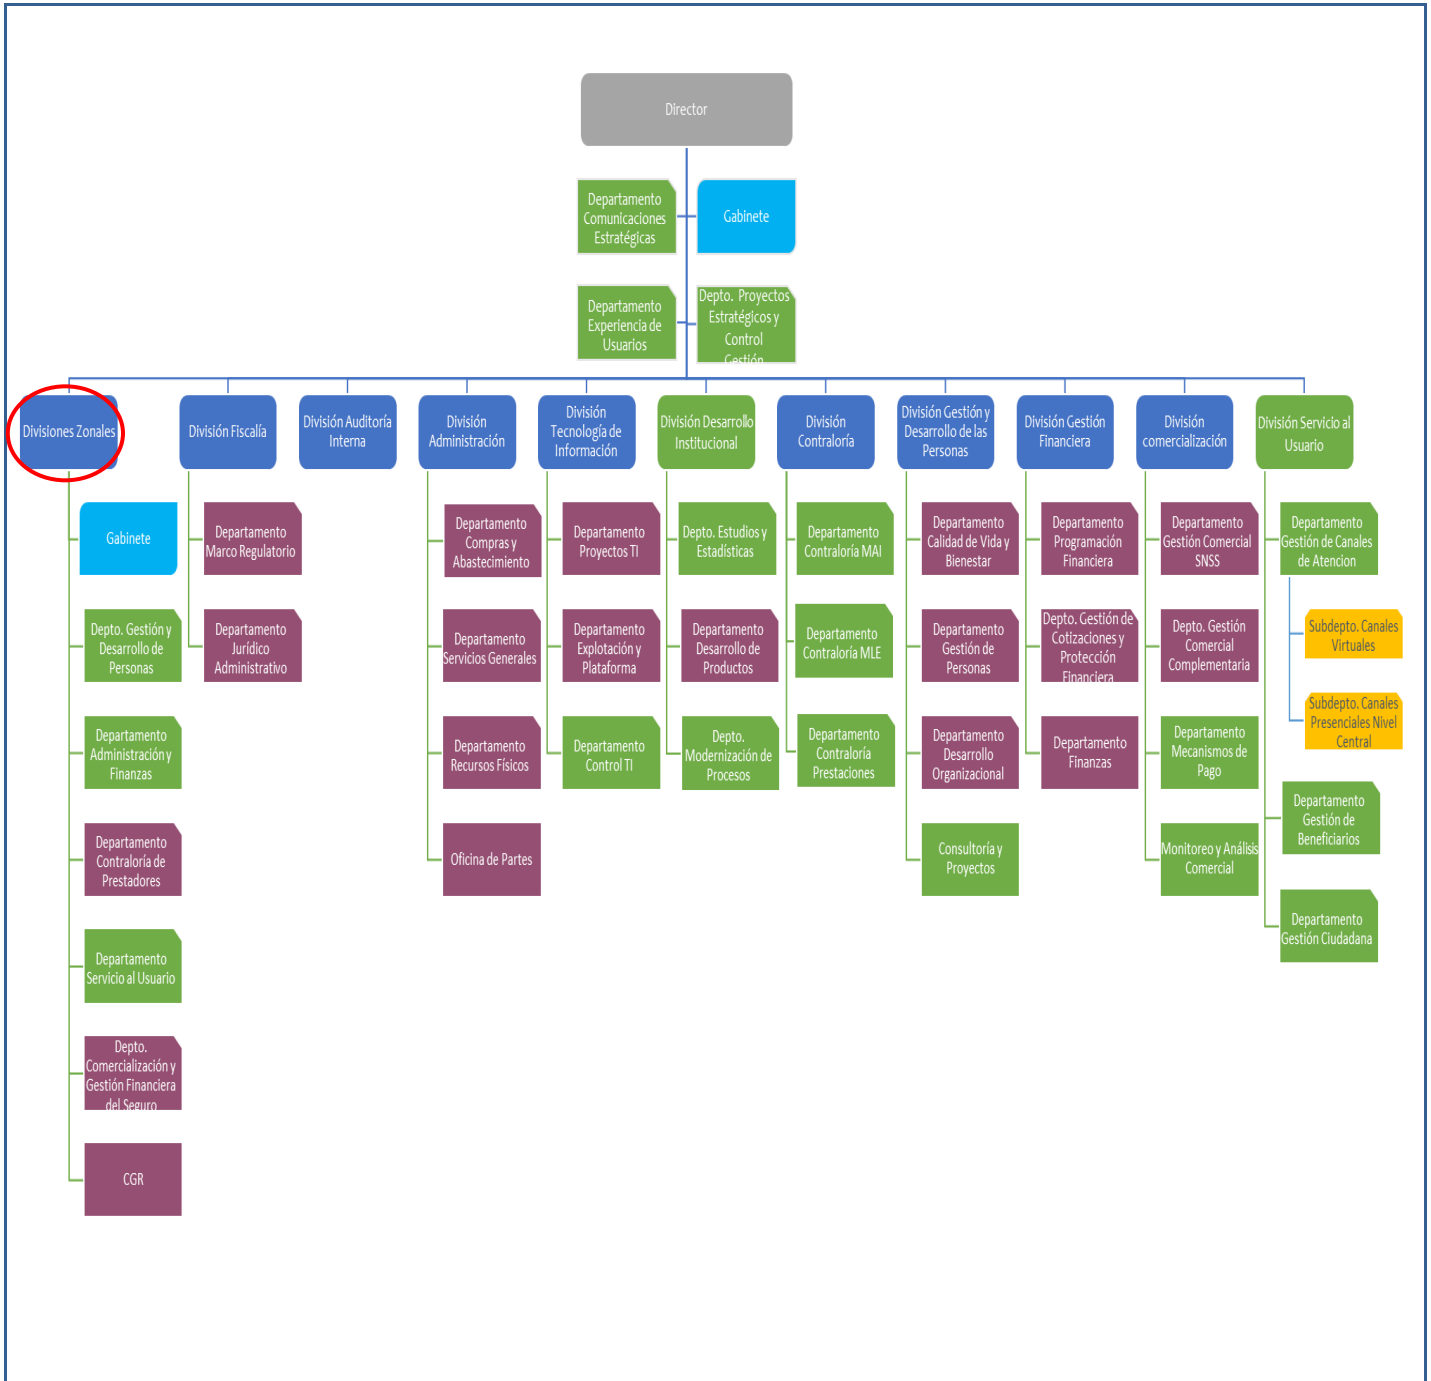 Director
Departamento
Comunicaciones
Estratégicas
Gabinete
Departamento
Experiencia de
Usuarios
Depto. Proyectos
Estratégicos y
Control
Gestión
Divisiones Zonales
División Fiscalía
División Auditoría
Interna
División
Administración
División
Tecnología de
Información
División Desarrollo
Institucional
División
Contraloría
División Gestión y
Desarrollo de las
Personas
División Gestión
Financiera
División
comercialización
División Servicio al
Usuario
Gabinete
Depto. Gestión y
Desarrollo de
Personas
Departamento
Administración y
Finanzas
Departamento
Contraloría de
Prestadores
Departamento
Servicio al Usuario
Depto.
Comercialización y
Gestión Financiera
del Seguro
CGR
Departamento
Marco Regulatorio
Departamento
Jurídico
Administrativo
Departamento
Compras y
Abastecimiento
Departamento
Servicios Generales
Departamento
Recursos Físicos
Oficina de Partes
Departamento
Proyectos TI
Departamento
Explotación y
Plataforma
Departamento
Control TI
Depto. Estudios y
Estadísticas
Departamento
Desarrollo de
Productos
Depto.
Modernización de
Procesos
Departamento
Contraloría MAI
Departamento
Contraloría MLE
Departamento
Contraloría
Prestaciones
Departamento
Calidad de Vida y
Bienestar
Departamento
Gestión de
Personas
Departamento
Desarrollo
Organizacional
Consultoría y
Proyectos
Departamento
Programación
Financiera
Depto. Gestión de
Cotizaciones y
Protección
Financiera
Departamento
Finanzas
Departamento
Gestión Comercial
SNSS
Depto. Gestión
Comercial
Complementaria
Departamento
Mecanismos de
Pago
Monitoreo y Análisis
Comercial
Departamento
Gestión de Canales
de Atencion
Subdepto. Canales
Virtuales
Subdepto. Canales
Presenciales Nivel
Central
Departamento
Gestión de
Beneficiarios
Departamento
Gestión Ciudadana